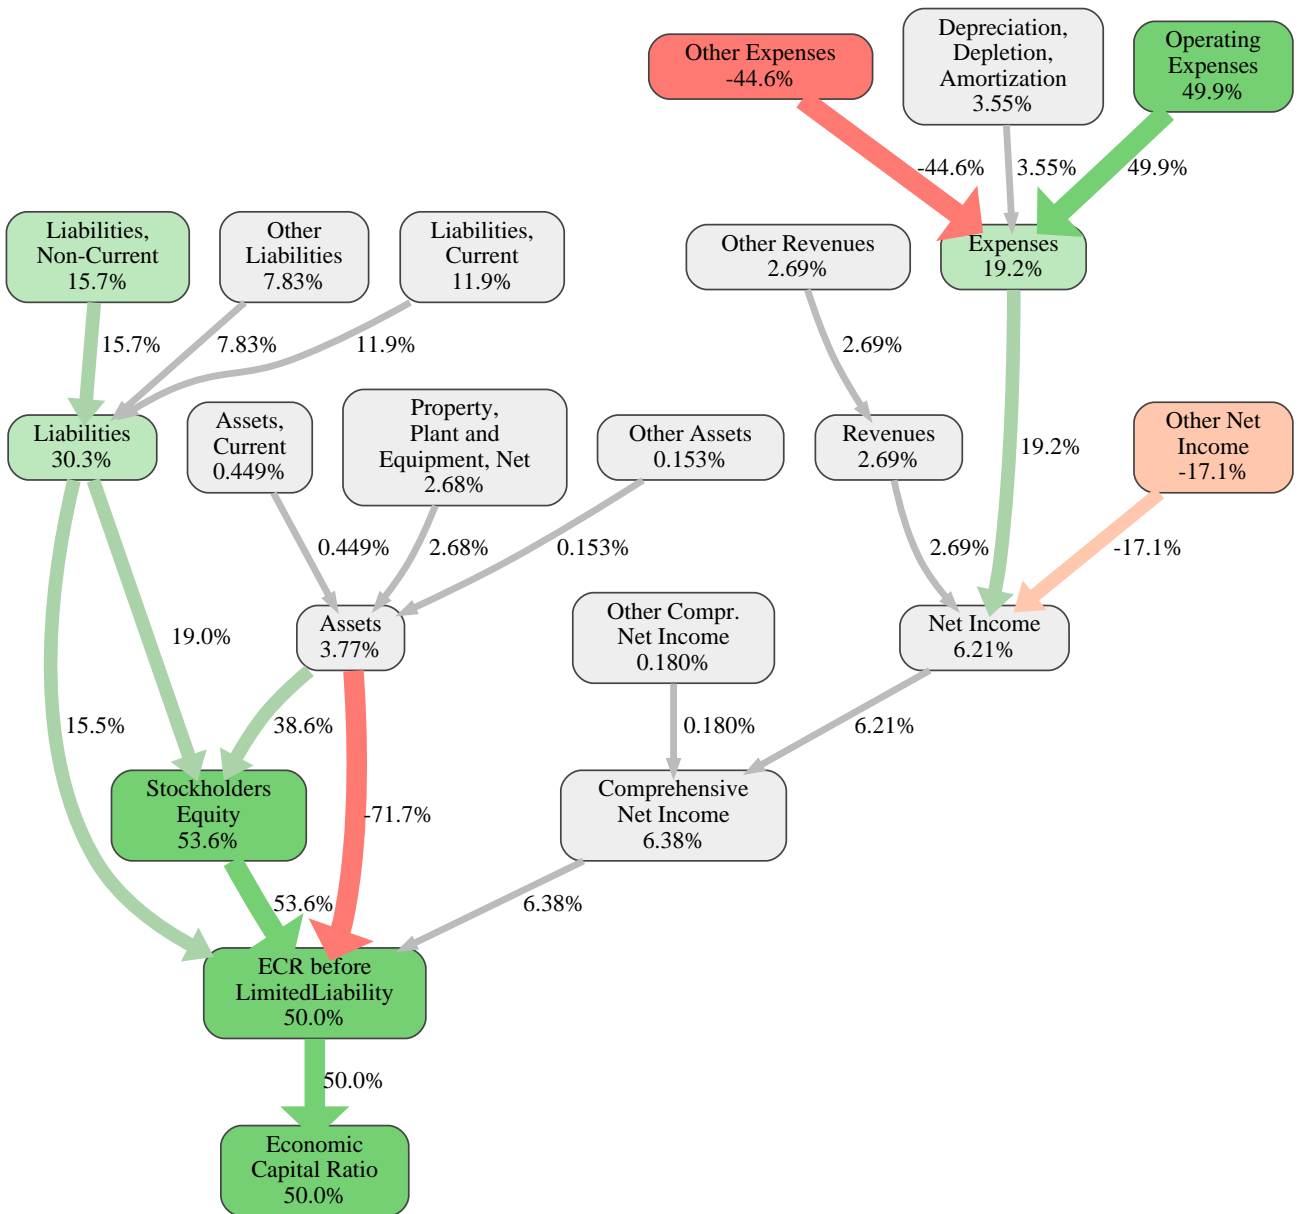 Other Expenses
-44.6%
Depreciation,
Depletion,
Amortization
3.55%
Operating
Expenses
49.9%
-44.6%
3.55%
49.9%
Liabilities,
Non-Current
15.7%
Other
Liabilities
7.83%
Liabilities,
Current
11.9%
Other Revenues
2.69%
Expenses
19.2%
15.7%
7.83%
11.9%
2.69%
Liabilities
30.3%
Assets,
Current
0.449%
Property,
Plant and
Equipment, Net
2.68%
Other Assets
0.153%
Revenues
2.69%
19.2%
Other Net
Income
-17.1%
0.449%
2.68%
0.153%
2.69%
-17.1%
19.0%
Assets
3.77%
Other Compr.
Net Income
0.180%
Net Income
6.21%
15.5%
38.6%
0.180%
6.21%
Stockholders
Equity
53.6%
-71.7%
Comprehensive
Net Income
6.38%
53.6%
6.38%
ECR before
LimitedLiability
50.0%
50.0%
Economic
Capital Ratio
50.0%